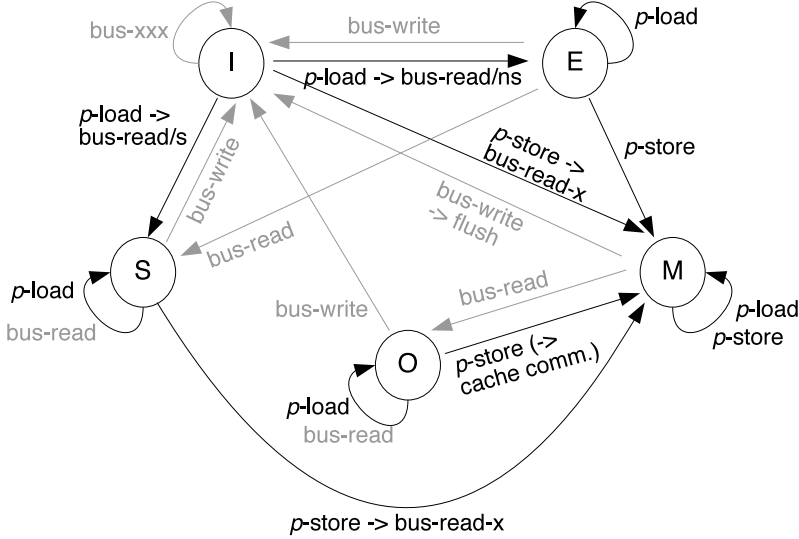 bus-xxx
I
bus-write
E
p-load
p-load -> bus-read/ns
p-load ->
bus-read/s
bus-write
p-store ->
bus-read-x
p-store
bus-write
-> flush
bus-read
S
M
p-load
bus-read
bus-read
bus-write
p-load
p-store
O
p-store (->
cache comm.)
p-load
bus-read
p-store -> bus-read-x